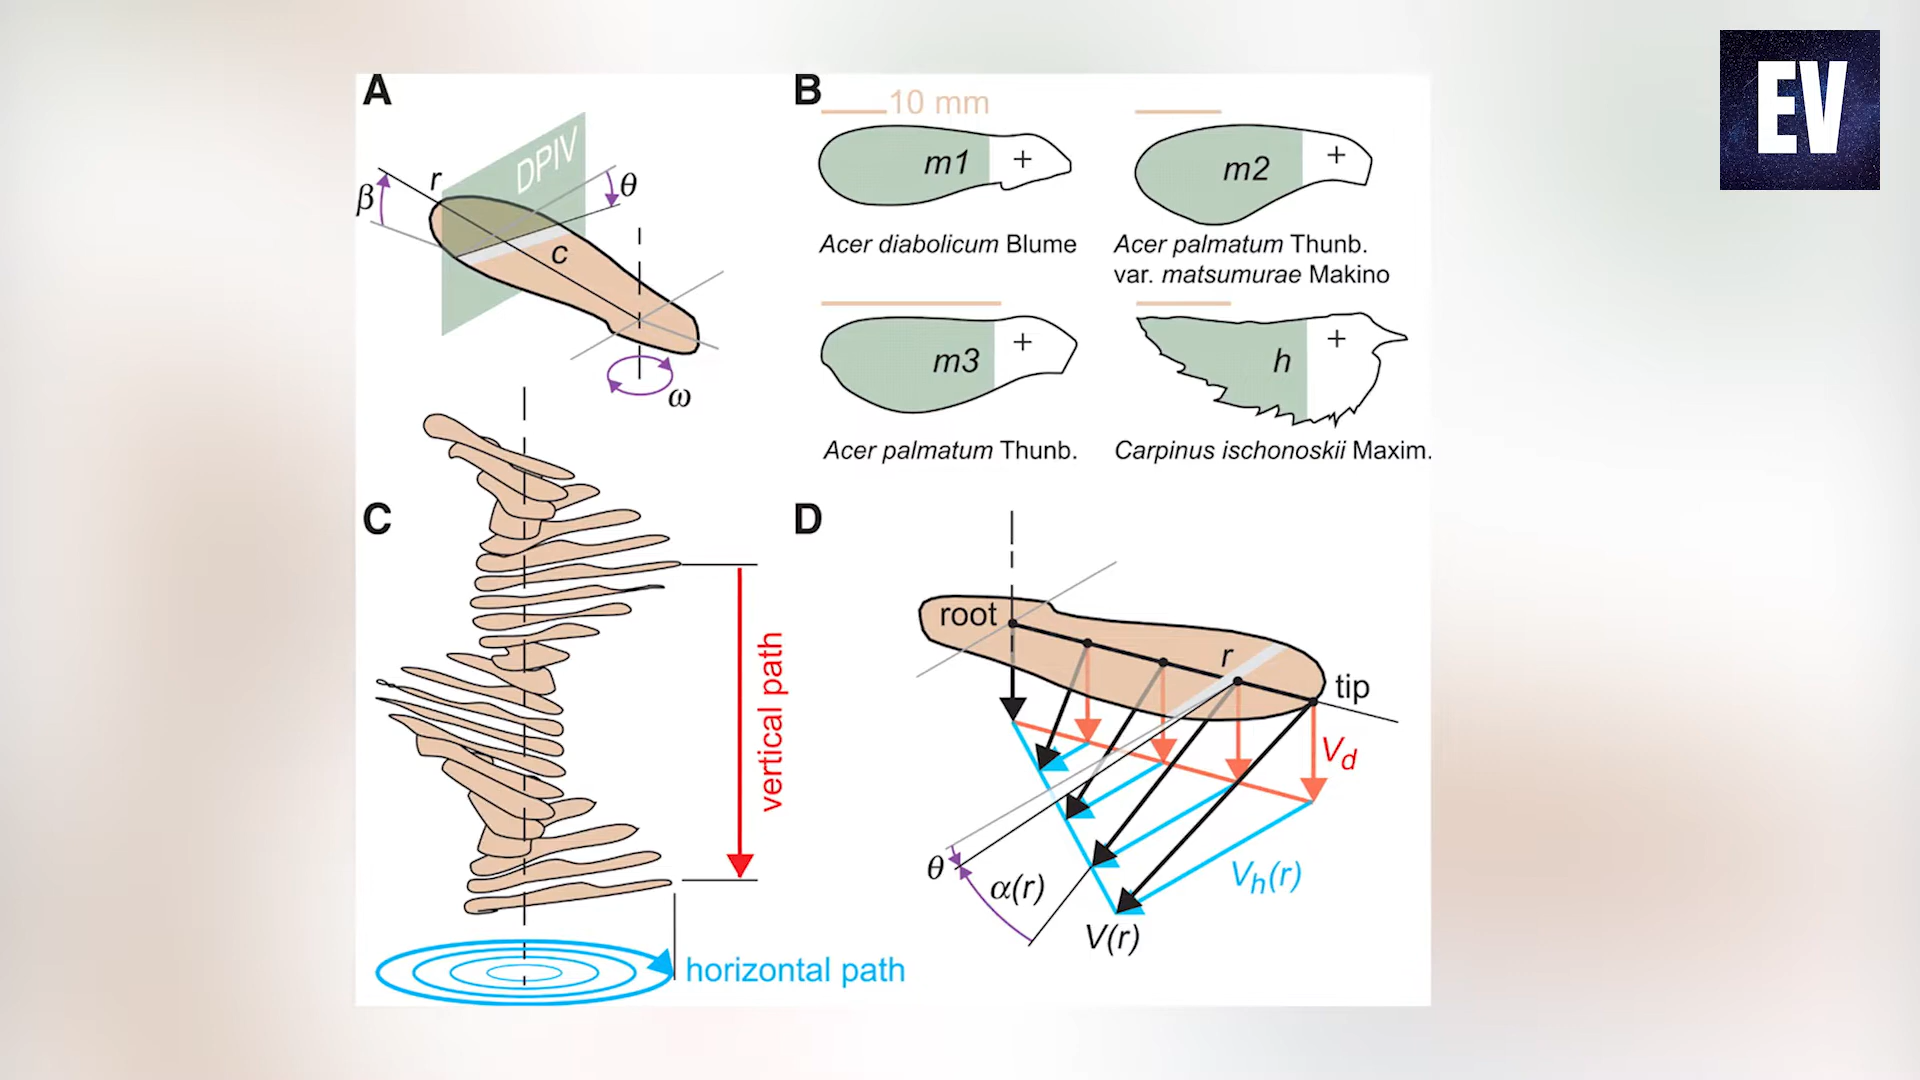 EV
A
DPIV
r
β
θ
c
ω
B
10 mm
m1
+
Acer diabolicum Blume
m2
+
Acer palmatum Thunb.
var. matsumurae Makino
m3
+
Acer palmatum Thunb.
h
+
Carpinus ischonoskii Maxim.
C
vertical path
horizontal path
D
root
r
tip
Vd
θ
α(r)
Vh(r)
V(r)